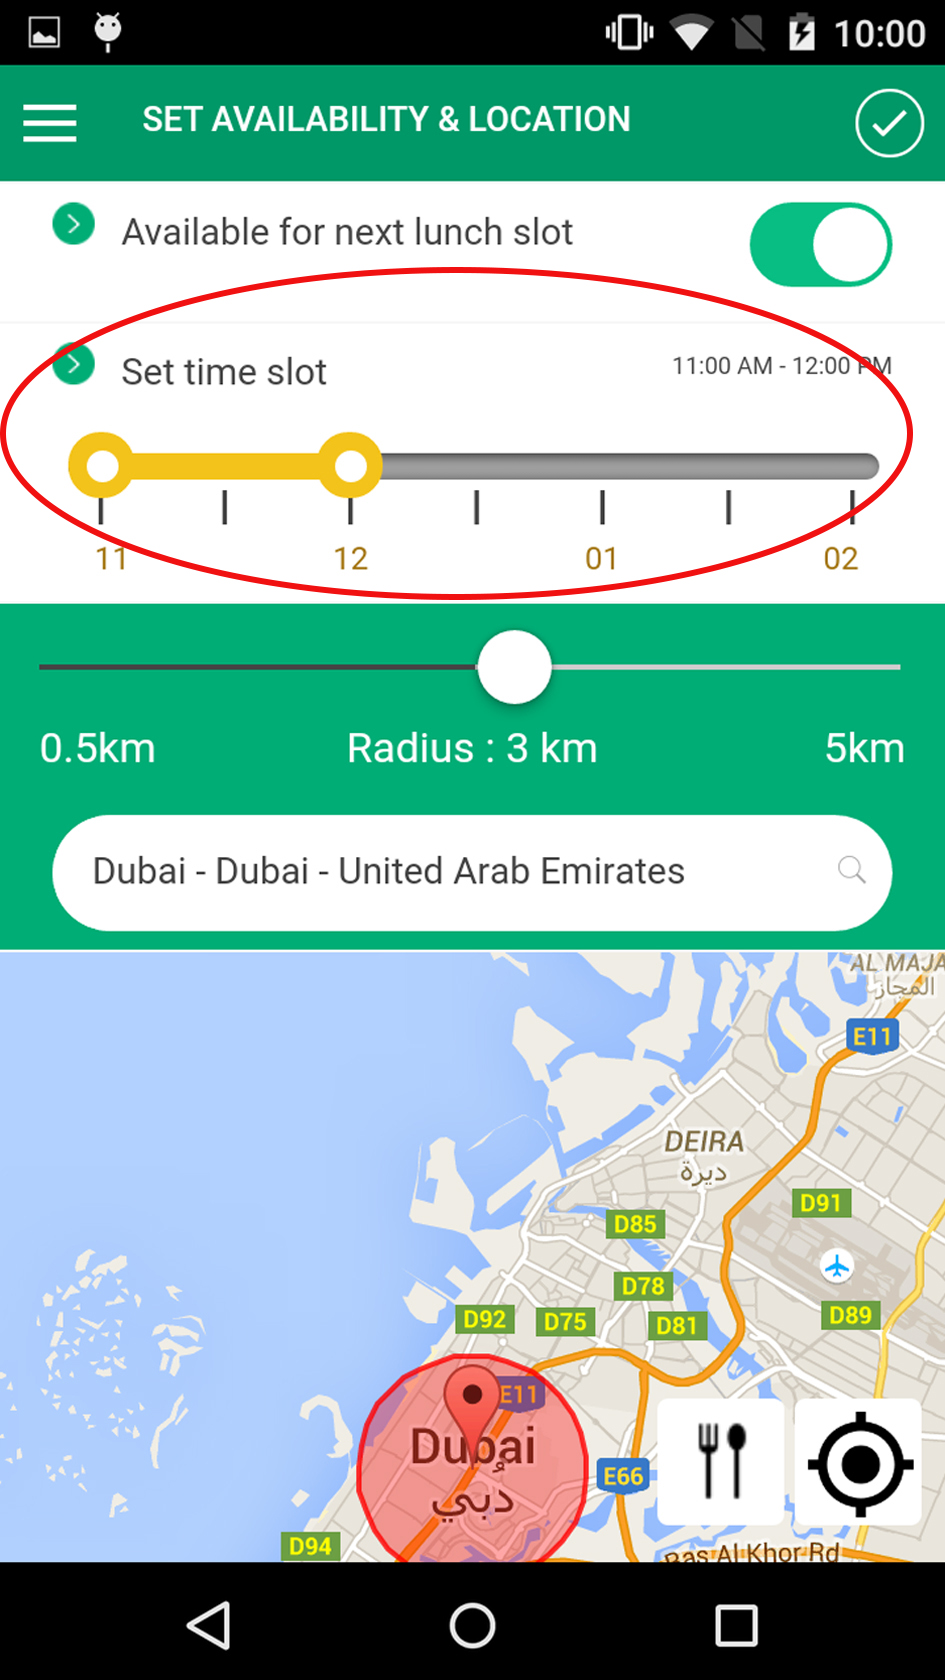 10:00
SET AVAILABILITY & LOCATION
Available for next lunch slot
Set time slot
11:00 AM - 12:00 PM
11 12 01 02
0.5km Radius : 3 km 5km
Dubai - Dubai - United Arab Emirates
AL MAJA
المجاز
E11
DEIRA
ديرة
D91
D85
D78
D92 D75 D81 D89
E11
Dubai
دُبي
E66
D94
Ras Al Khor Rd